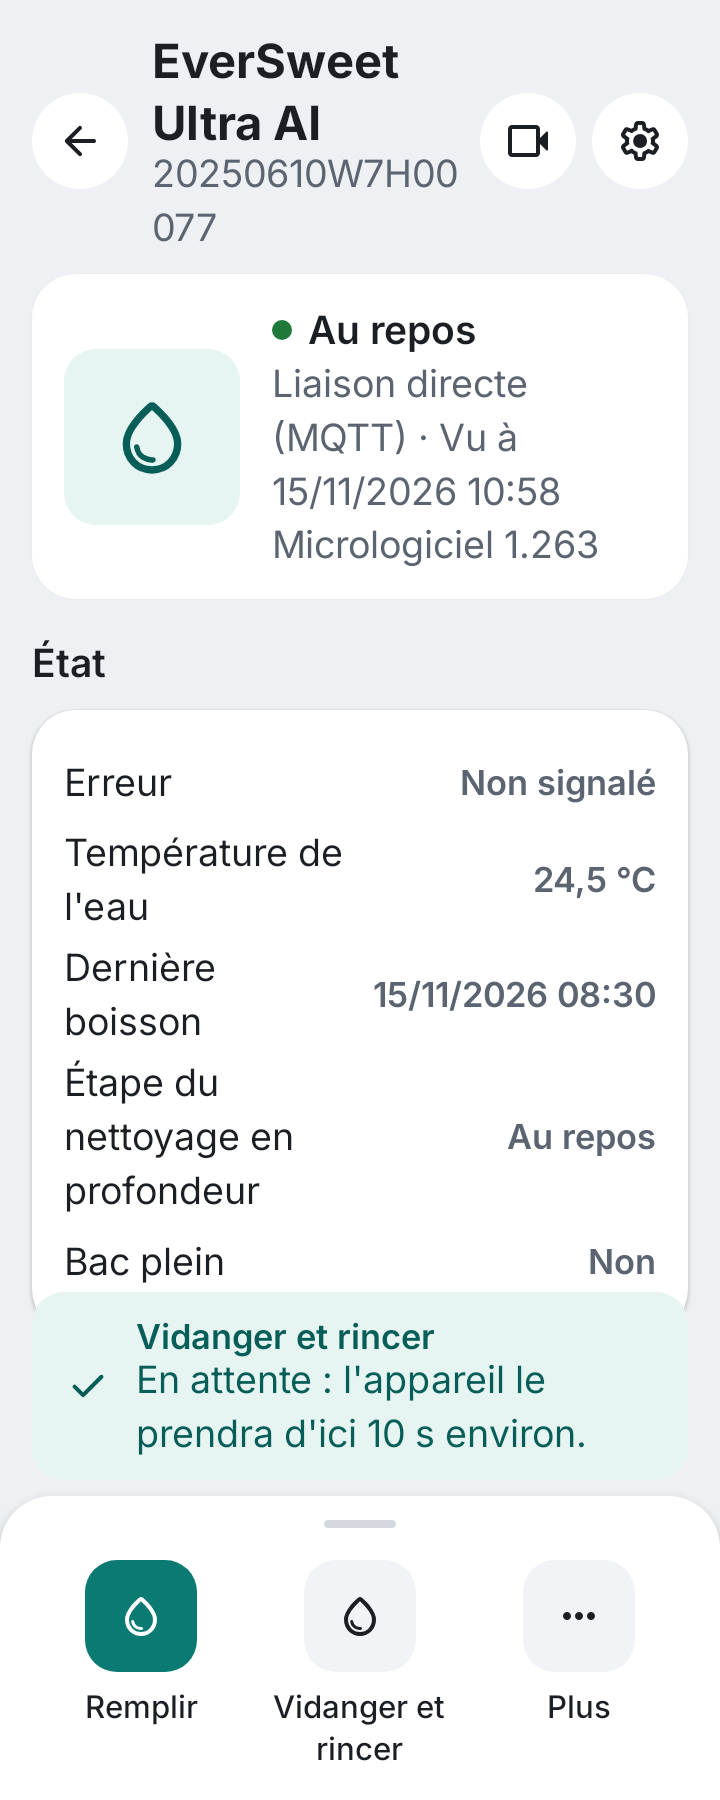 EverSweet
Ultra AI
20250610W7H00
077
Au repos
Liaison directe
(MQTT) · Vu à
15/11/2026 10:58
Micrologiciel 1.263
État
Erreur
Non signalé
Température de
l'eau
24,5 °C
Dernière
boisson
15/11/2026 08:30
Étape du
nettoyage en
profondeur
Au repos
Bac plein
Non
Vidanger et rincer
En attente : l'appareil le
prendra d'ici 10 s environ.
Remplir
Vidanger et
rincer
Plus